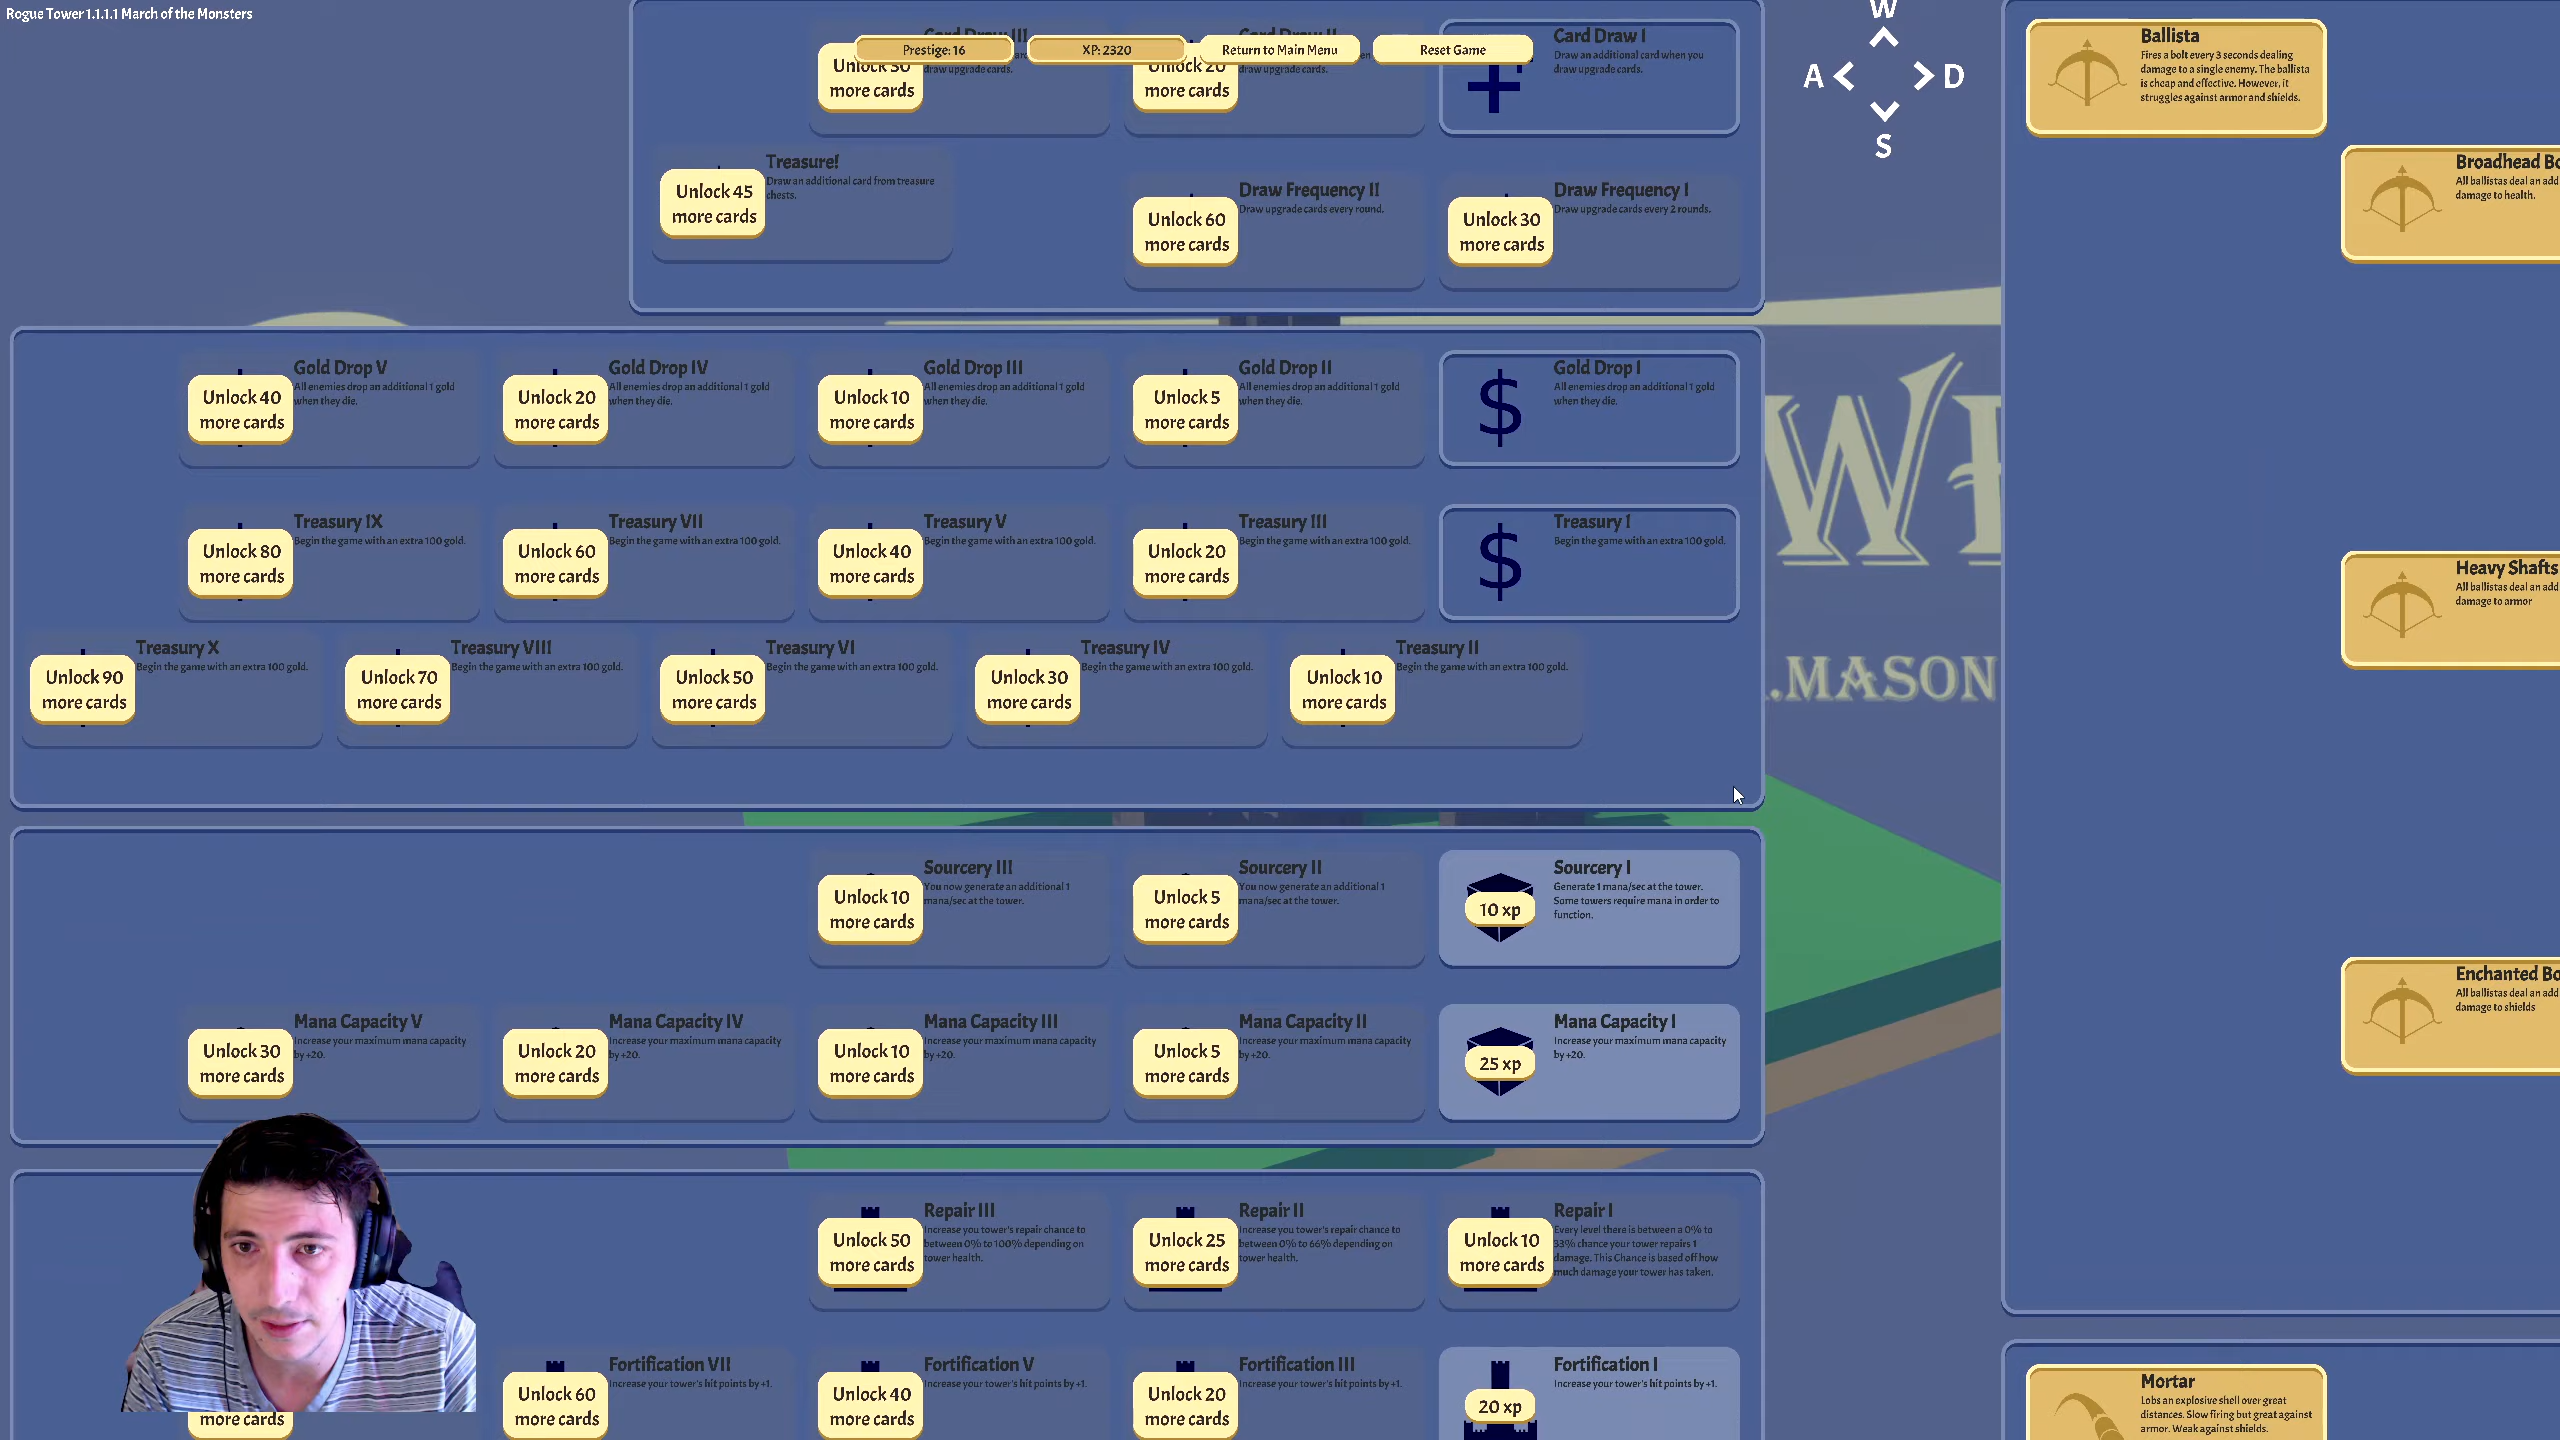 Rogue Tower 1.1.1.1 March of the Monsters
Prestige: 16
XP: 2320
Return to Main Menu
Reset Game
more cards
draw upgrade cards.
Unlock 20
more cards
draw upgrade cards.
Card Draw I
Draw an additional card when you
draw upgrade cards.
Unlock 45
more cards
Treasure!
Draw an additional card from treasure
chests.
Unlock 60
more cards
Draw Frequency II
Draw upgrade cards every round.
Unlock 30
more cards
Draw Frequency I
Draw upgrade cards every 2 rounds.
W
A
D
S
Unlock 40
more cards
Gold Drop V
All enemies drop an additional 1 gold
when they die.
Unlock 20
more cards
Gold Drop IV
All enemies drop an additional 1 gold
when they die.
Unlock 10
more cards
Gold Drop III
All enemies drop an additional 1 gold
when they die.
Unlock 5
more cards
Gold Drop II
All enemies drop an additional 1 gold
when they die.
$
Gold Drop I
All enemies drop an additional 1 gold
when they die.
Unlock 80
more cards
Treasury IX
Begin the game with an extra 100 gold.
Unlock 60
more cards
Treasury VII
Begin the game with an extra 100 gold.
Unlock 40
more cards
Treasury V
Begin the game with an extra 100 gold.
Unlock 20
more cards
Treasury III
Begin the game with an extra 100 gold.
$
Treasury I
Begin the game with an extra 100 gold.
Unlock 90
more cards
Treasury X
Begin the game with an extra 100 gold.
Unlock 70
more cards
Treasury VIII
Begin the game with an extra 100 gold.
Unlock 50
more cards
Treasury VI
Begin the game with an extra 100 gold.
Unlock 30
more cards
Treasury IV
Begin the game with an extra 100 gold.
Unlock 10
more cards
Treasury II
Begin the game with an extra 100 gold.
.MASON
Unlock 10
more cards
Sourcery III
You now generate an additional 1
mana/sec at the tower.
Unlock 5
more cards
Sourcery II
You now generate an additional 1
mana/sec at the tower.
10 xp
Sourcery I
Generate 1 mana/sec at the tower.
Some towers require mana in order to
function.
Unlock 30
more cards
Mana Capacity V
Increase your maximum mana capacity
by +20.
Unlock 20
more cards
Mana Capacity IV
Increase your maximum mana capacity
by +20.
Unlock 10
more cards
Mana Capacity III
Increase your maximum mana capacity
by +20.
Unlock 5
more cards
Mana Capacity II
Increase your maximum mana capacity
by +20.
25 xp
Mana Capacity I
Increase your maximum mana capacity
by +20.
Unlock 50
more cards
Repair III
Increase you tower's repair chance to
between 0% to 100% depending on
tower health.
Unlock 25
more cards
Repair II
Increase you tower's repair chance to
between 0% to 66% depending on
tower health.
Unlock 10
more cards
Repair I
Every level there is between a 0% to
33% chance your tower repairs 1
damage. This Chance is based off how
much damage your tower has taken.
more cards
Unlock 60
more cards
Fortification VII
Increase your tower's hit points by +1.
Unlock 40
more cards
Fortification V
Increase your tower's hit points by +1.
Unlock 20
more cards
Fortification III
Increase your tower's hit points by +1.
20 xp
Fortification I
Increase your tower's hit points by +1.
Ballista
Fires a bolt every 3 seconds dealing
damage to a single enemy. The ballista
is cheap and effective. However, it
struggles against armor and shields.
Broadhead Bo
All ballistas deal an add
damage to health.
Heavy Shafts
All ballistas deal an add
damage to armor
Enchanted Bo
All ballistas deal an add
damage to shields
Mortar
Lobs an explosive shell over great
distances. Slow firing but great against
armor. Weak against shields.